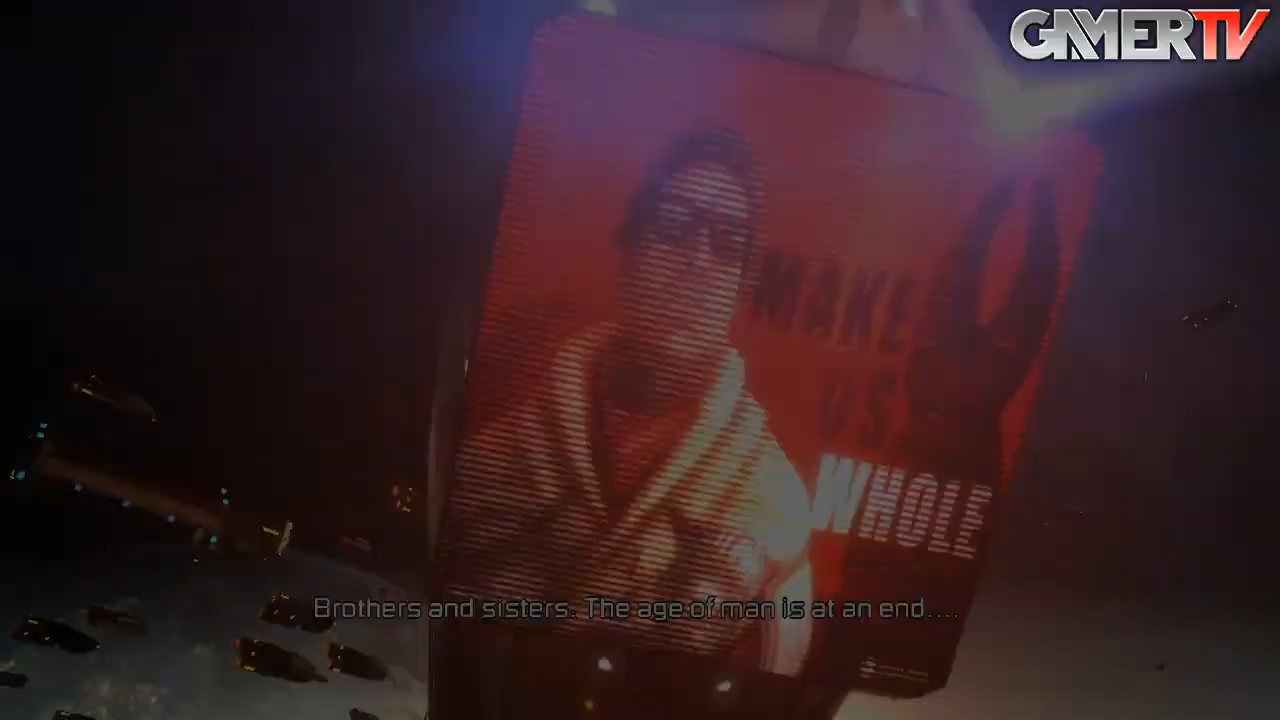 GAMERTV
MAKE
US
WHOLE
Brothers and sisters. The age of man is at an end....